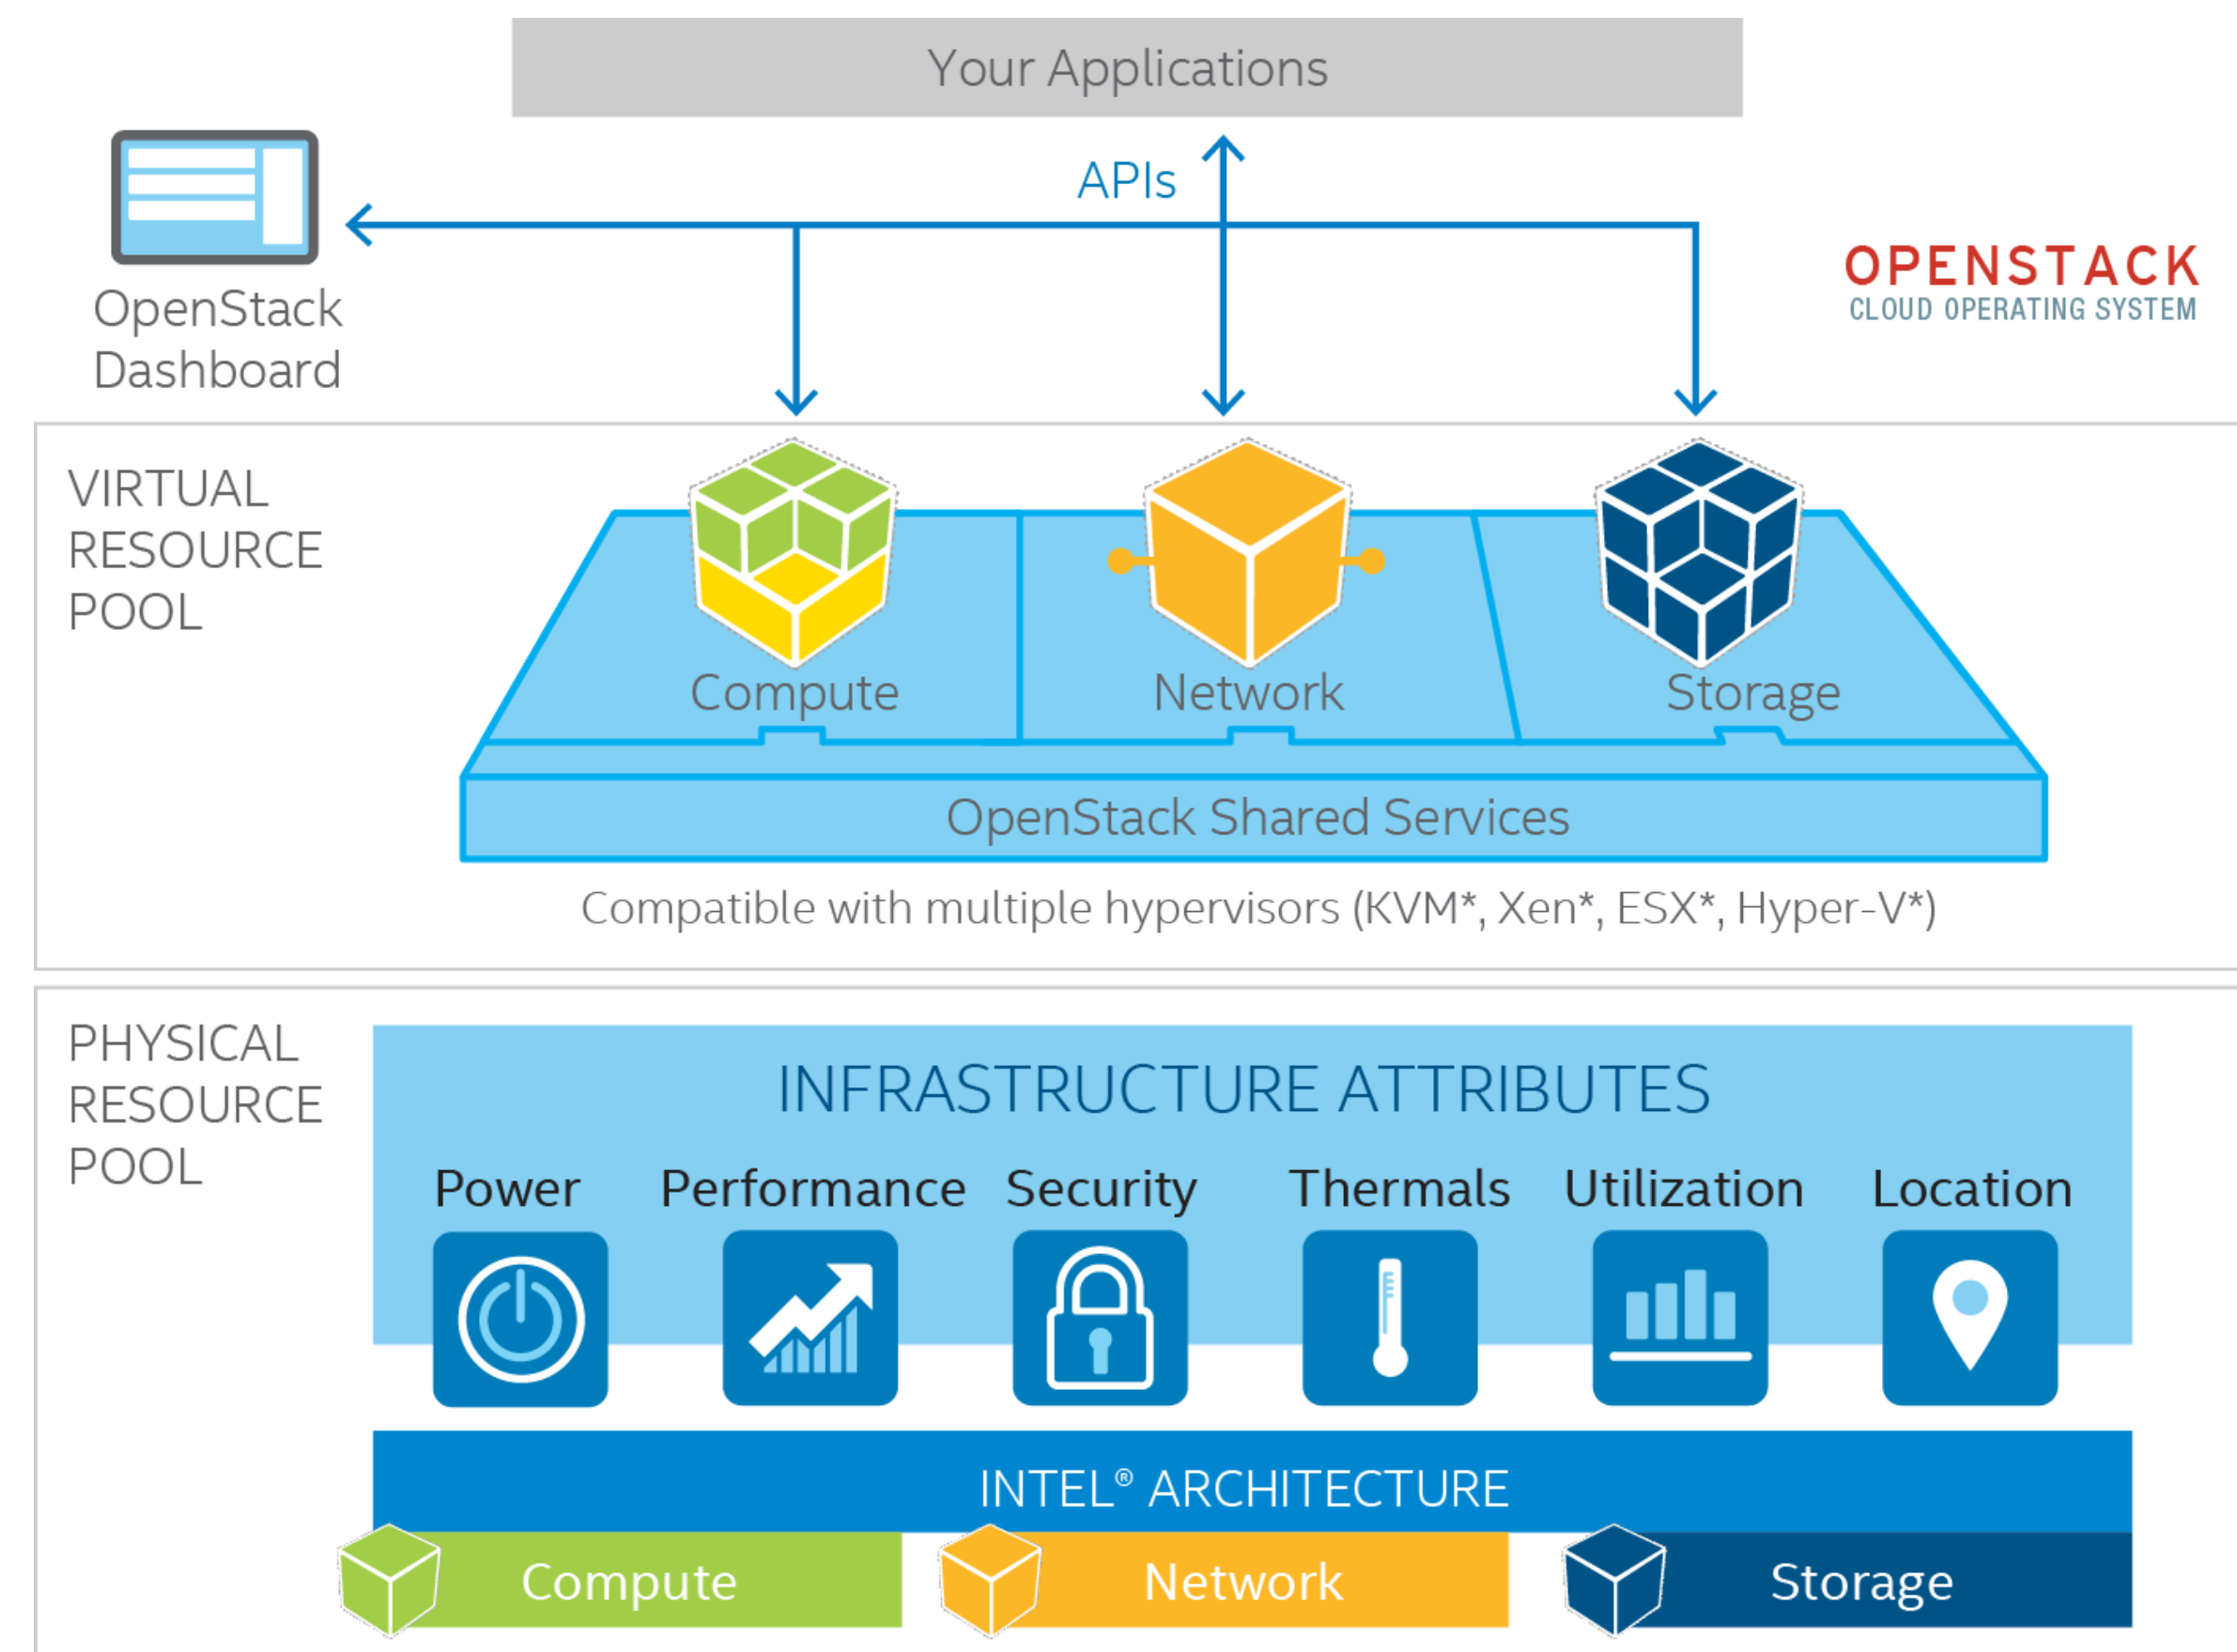 Your Applications
APIs
OpenStack
Dashboard
OPENSTACK
CLOUD OPERATING SYSTEM
VIRTUAL
RESOURCE
POOL
Compute
Network
Storage
OpenStack Shared Services
Compatible with multiple hypervisors (KVM*, Xen*, ESX*, Hyper-V*)
PHYSICAL
RESOURCE
POOL
INFRASTRUCTURE ATTRIBUTES
Power Performance Security Thermals Utilization Location
INTEL® ARCHITECTURE
Compute
Network
Storage